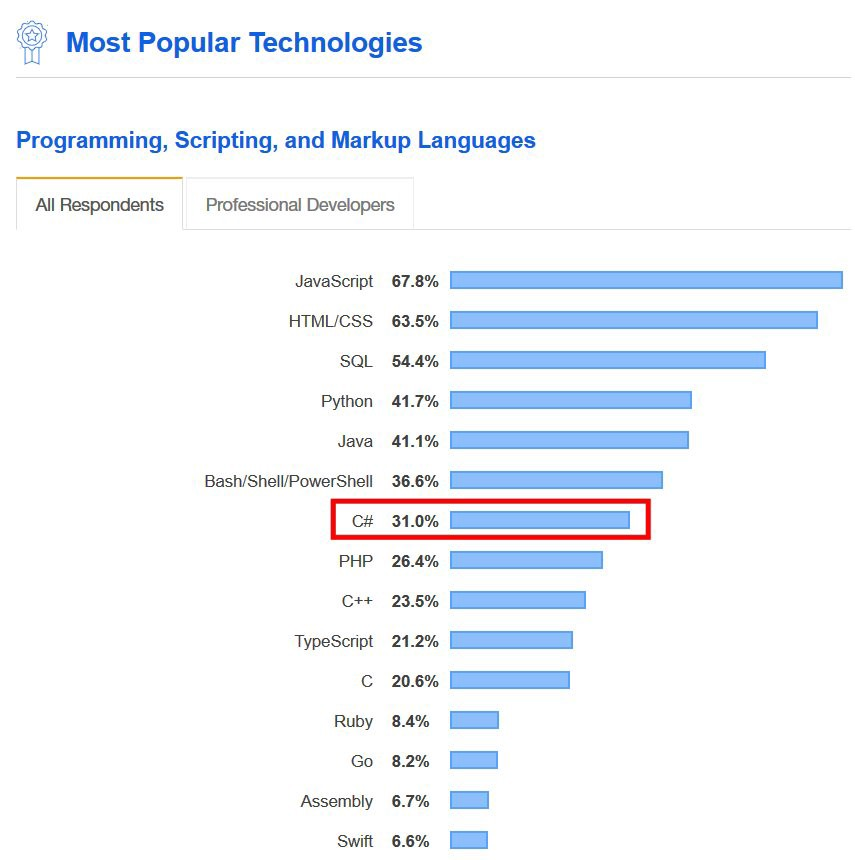 Most Popular Technologies
Programming, Scripting, and Markup Languages
All Respondents Professional Developers
JavaScript 67.8%
HTML/CSS 63.5%
SQL 54.4%
Python 41.7%
Java 41.1%
Bash/Shell/PowerShell 36.6%
C# 31.0%
PHP 26.4%
C++ 23.5%
TypeScript 21.2%
C 20.6%
Ruby 8.4%
Go 8.2%
Assembly 6.7%
Swift 6.6%